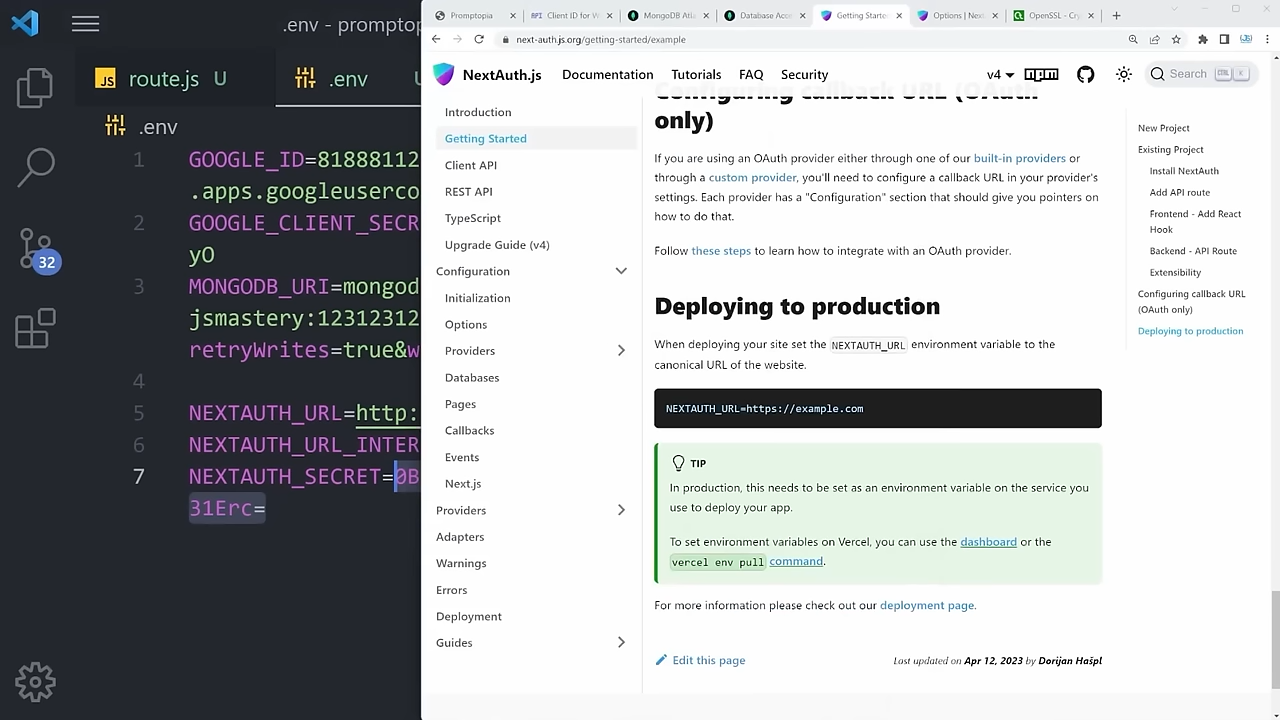 .env - promptop
route.js U
.env U
.env
1 GOOGLE_ID=81888112
.apps.googleuserco
2 GOOGLE_CLIENT_SECR
yO
3 MONGODB_URI=mongod
jsmastery:12312312
retryWrites=true&w
4
5 NEXTAUTH_URL=http:
6 NEXTAUTH_URL_INTER
7 NEXTAUTH_SECRET=0B
31Erc=
32
Promptopia
Client ID for W
MongoDB Atla
Database Acce
Getting Starte
Options | Next
OpenSSL - Cry
next-auth.js.org/getting-started/example
NextAuth.js
Documentation
Tutorials
FAQ
Security
v4
Search
Introduction
Getting Started
Client API
REST API
TypeScript
Upgrade Guide (v4)
Configuration
Initialization
Options
Providers
Databases
Pages
Callbacks
Events
Next.js
Providers
Adapters
Warnings
Errors
Deployment
Guides
Configuring callback URL (OAuth
only)
If you are using an OAuth provider either through one of our built-in providers or
through a custom provider, you'll need to configure a callback URL in your provider's
settings. Each provider has a "Configuration" section that should give you pointers on
how to do that.
Follow these steps to learn how to integrate with an OAuth provider.
Deploying to production
When deploying your site set the NEXTAUTH_URL environment variable to the
canonical URL of the website.
NEXTAUTH_URL=https://example.com
TIP
In production, this needs to be set as an environment variable on the service you
use to deploy your app.
To set environment variables on Vercel, you can use the dashboard or the
vercel env pull command.
For more information please check out our deployment page.
Edit this page
Last updated on Apr 12, 2023 by Dorijan Hašpl
New Project
Existing Project
Install NextAuth
Add API route
Frontend - Add React
Hook
Backend - API Route
Extensibility
Configuring callback URL
(OAuth only)
Deploying to production